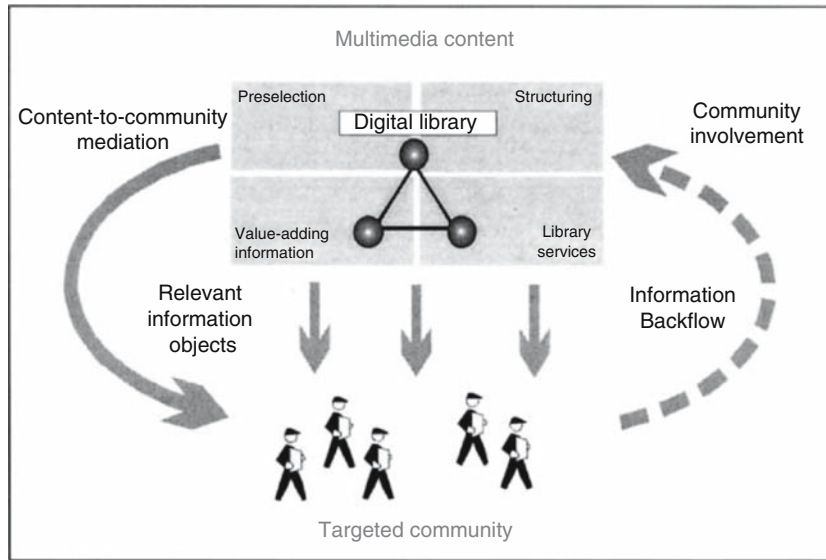 Multimedia content
Preselection
Structuring
Digital library
Content-to-community
mediation
Community
involvement
Value-adding
information
Library
services
Relevant
information
objects
Information
Backflow
Targeted community